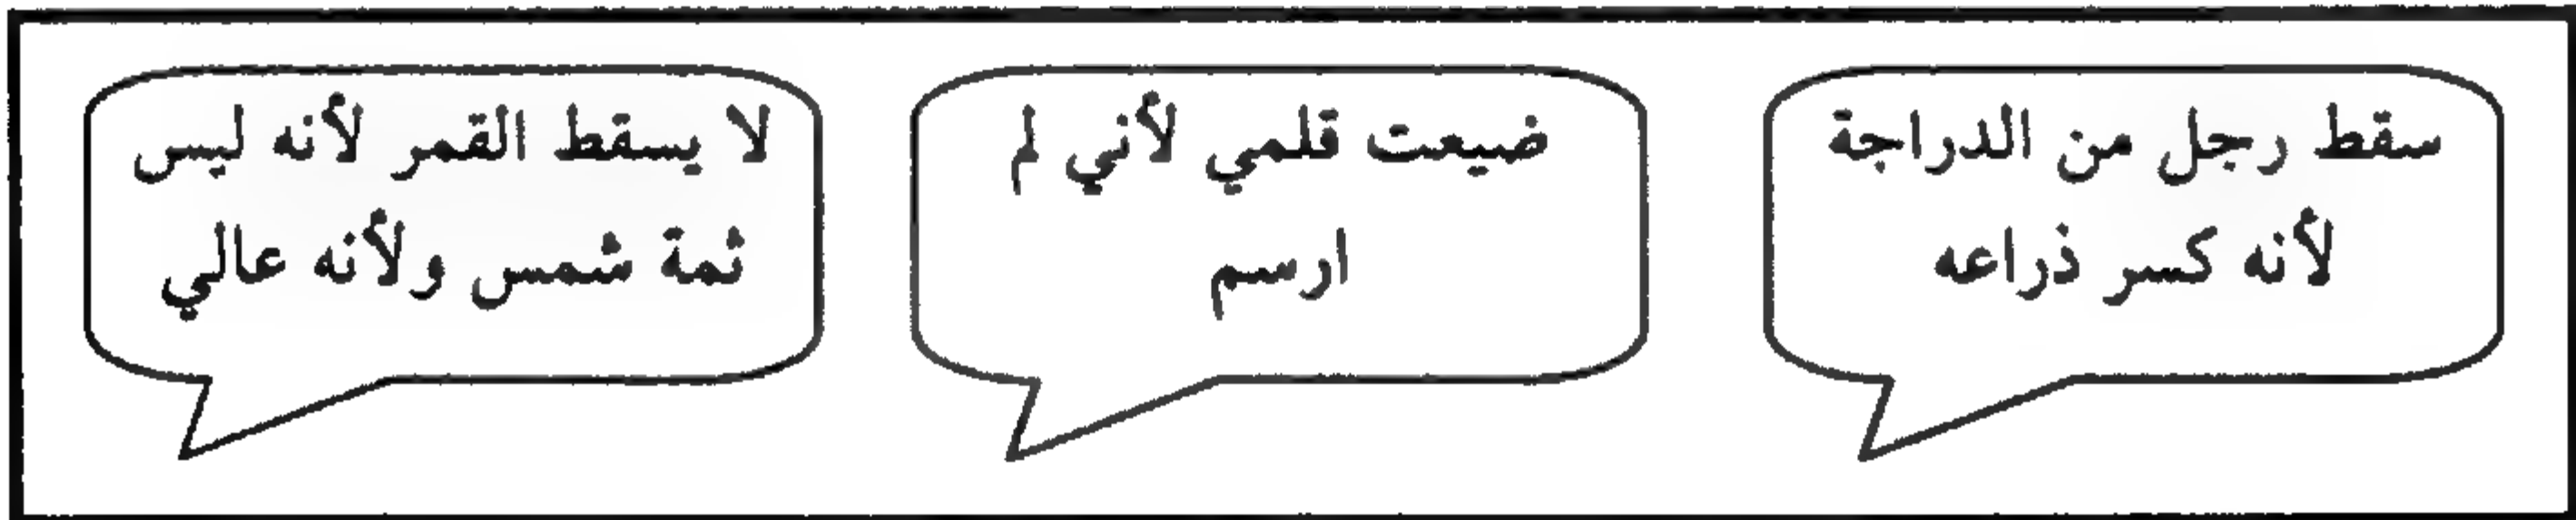 سقط رجل من الدراجة
لأنه كسر ذراعه
ضيعت قلمي لأني لم
ارسم
لا يسقط القمر لأنه ليس
ثمة شمس ولأنه عالي